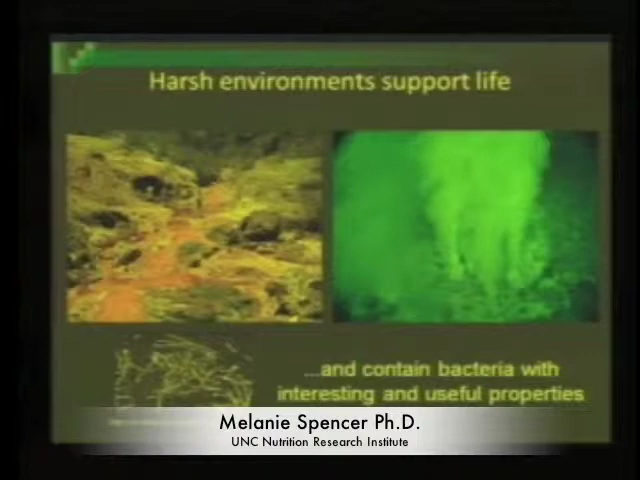 Harsh environments support life
...and contain bacteria with
interesting and useful properties
Melanie Spencer Ph.D.
UNC Nutrition Research Institute